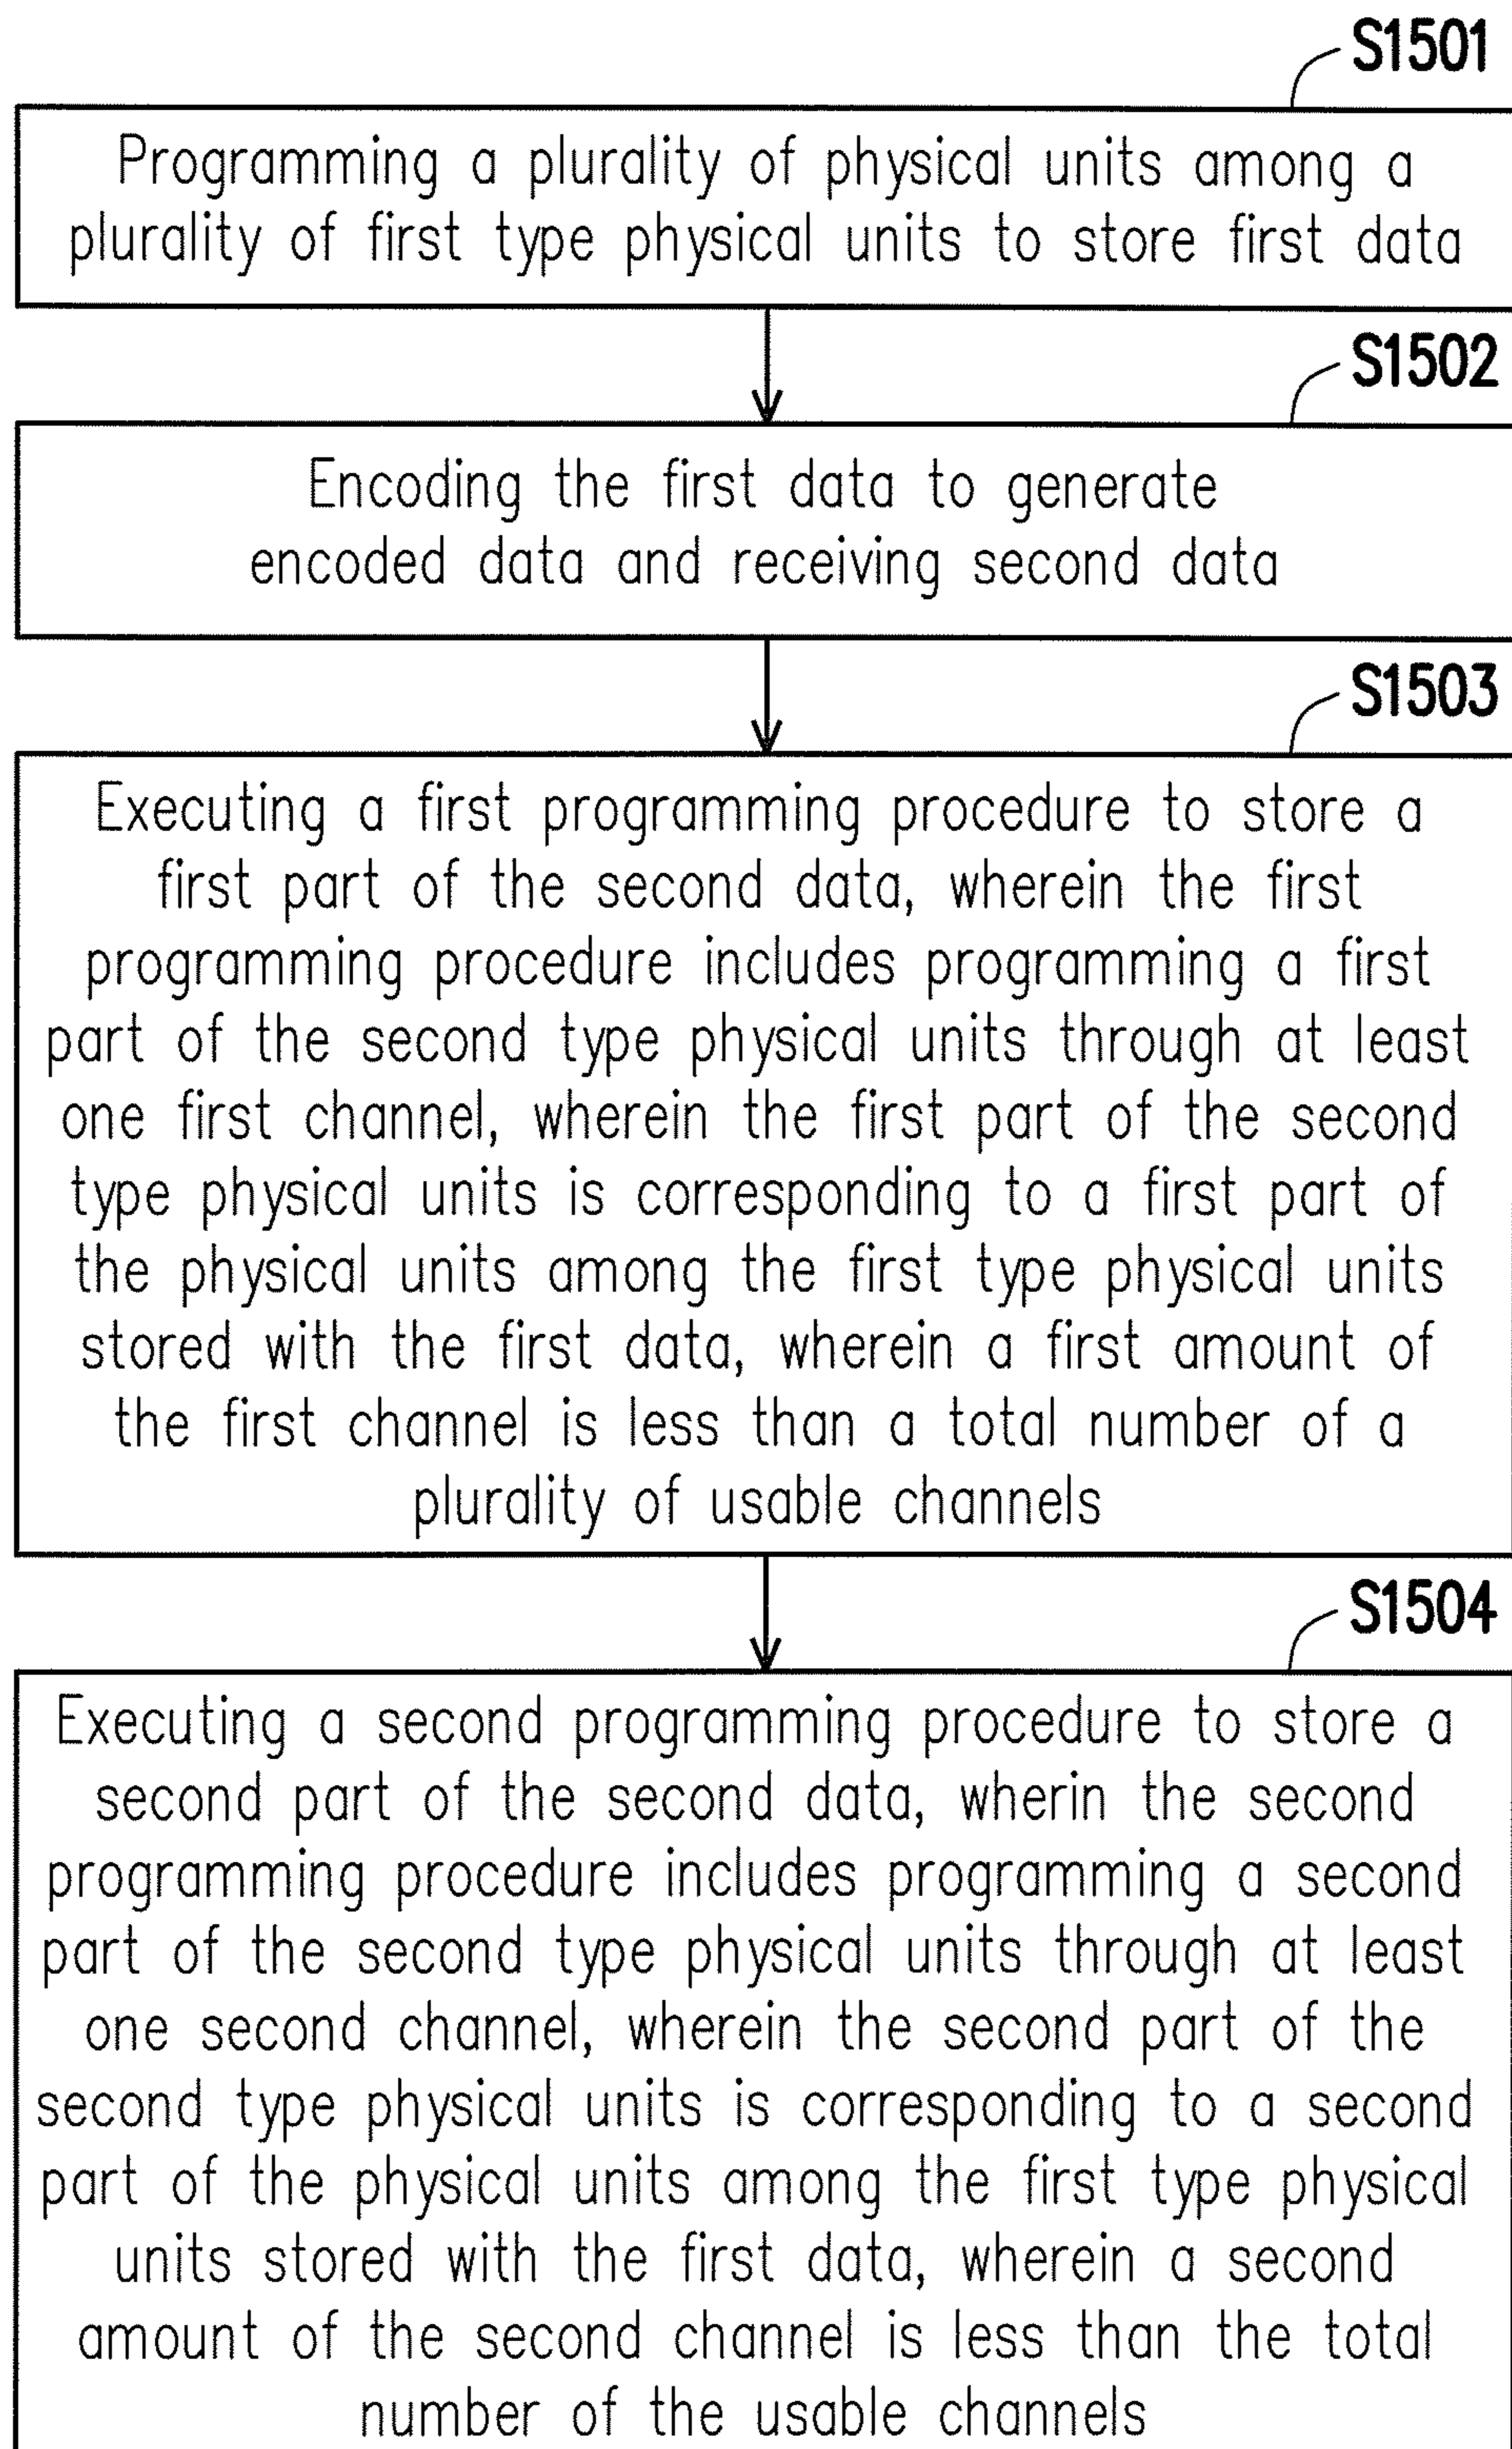 S1501
Programming a plurality of physical units among a
plurality of first type physical units to store first data
S1502
Encoding the first data to generate
encoded data and receiving second data
S1503
Executing a first programming procedure to store a
first part of the second data, wherein the first
programming procedure includes programming a first
part of the second type physical units through at least
one first channel, wherein the first part of the second
type physical units is corresponding to a first part of
the physical units among the first type physical units
stored with the first data, wherein a first amount of
the first channel is less than a total number of a
plurality of usable channels
S1504
Executing a second programming procedure to store a
second part of the second data, wherin the second
programming procedure includes programming a second
part of the second type physical units through at least
one second channel, wherein the second part of the
second type physical units is corresponding to a second
part of the physical units among the first type physical
units stored with the first data, wherein a second
amount of the second channel is less than the total
number of the usable channels